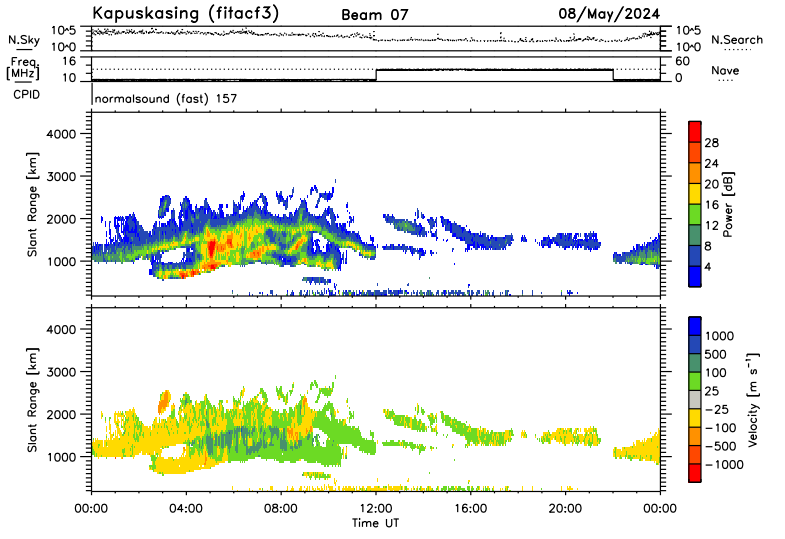 Kapuskasing (fitacf3) Beam 07 08/May/2024
N.Sky 10^5 10^0 10^5 10^0 N.Search
Freq. [MHz] 16 10 60 0 Nave
CPID normalsound (fast) 157
Slant Range [km] 4000 3000 2000 1000
Power [dB] 28 24 20 16 12 8 4
Slant Range [km] 4000 3000 2000 1000
Velocity [m s^-1] 1000 500 100 25 -25 -100 -500 -1000
00:00 04:00 08:00 12:00 16:00 20:00 00:00
Time UT